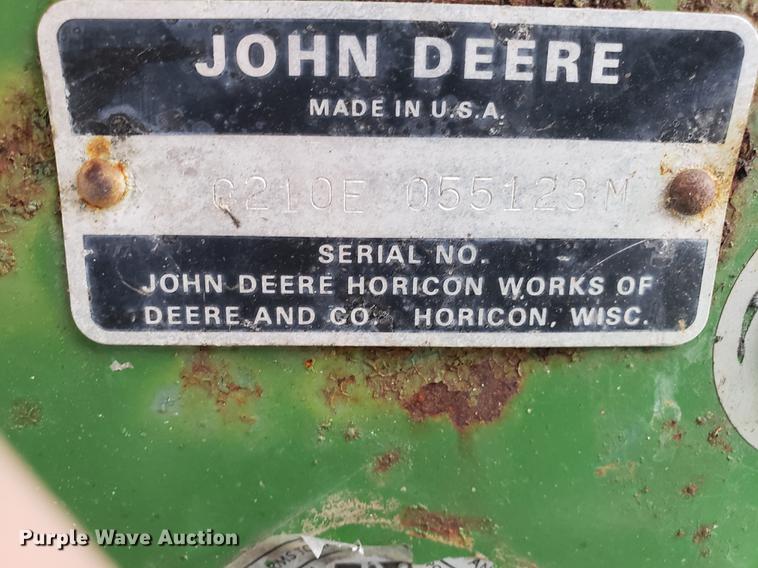 JOHN DEERE
MADE IN U.S.A.
G210E 055123M
SERIAL NO.
JOHN DEERE HORICON WORKS OF
DEERE AND CO. HORICON, WISC.
Purple Wave Auction